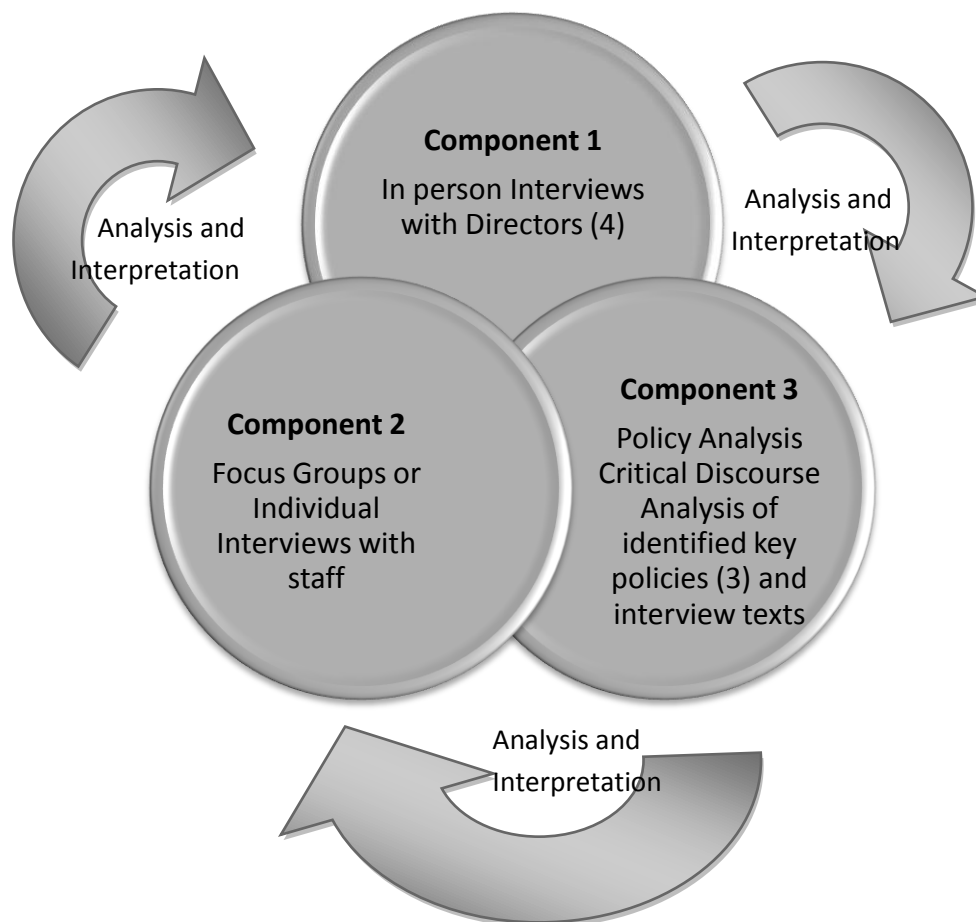 Component 1
In person Interviews
with Directors (4)
Analysis and
Interpretation
Analysis and
Interpretation
Component 2
Focus Groups or
Individual
Interviews with
staff
Component 3
Policy Analysis
Critical Discourse
Analysis of
identified key
policies (3) and
interview texts
Analysis and
Interpretation